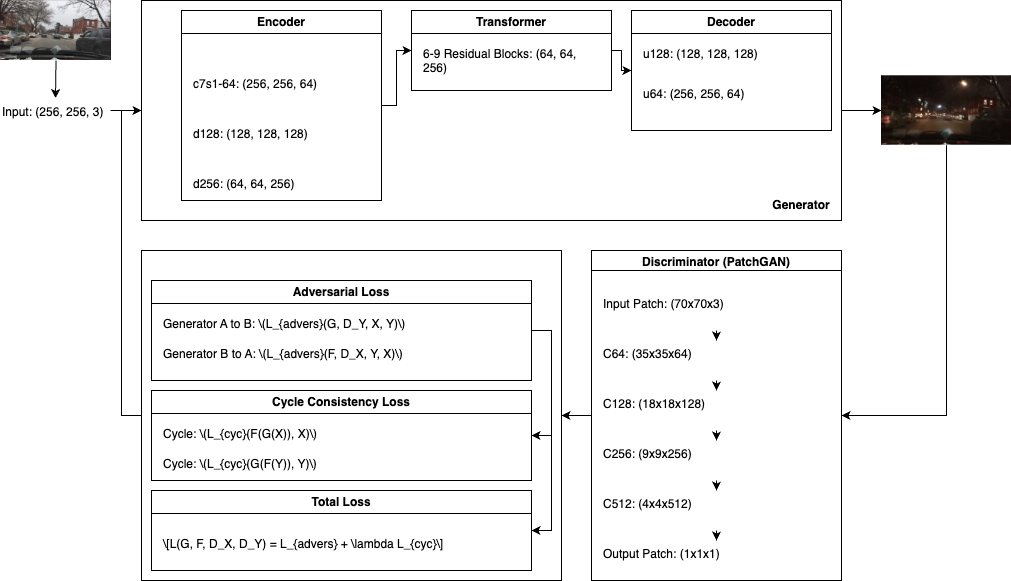 Input: (256, 256, 3)
Encoder
c7s1-64: (256, 256, 64)
d128: (128, 128, 128)
d256: (64, 64, 256)
Transformer
6-9 Residual Blocks: (64, 64,
256)
Decoder
u128: (128, 128, 128)
u64: (256, 256, 64)
Generator
Adversarial Loss
Generator A to B: \(L_{advers}(G, D_Y, X, Y)\)
Generator B to A: \(L_{advers}(F, D_X, Y, X)\)
Cycle Consistency Loss
Cycle: \(L_{cyc}(F(G(X)), X)\)
Cycle: \(L_{cyc}(G(F(Y)), Y)\)
Total Loss
\[L(G, F, D_X, D_Y) = L_{advers} + \lambda L_{cyc}\]
Discriminator (PatchGAN)
Input Patch: (70x70x3)
C64: (35x35x64)
C128: (18x18x128)
C256: (9x9x256)
C512: (4x4x512)
Output Patch: (1x1x1)